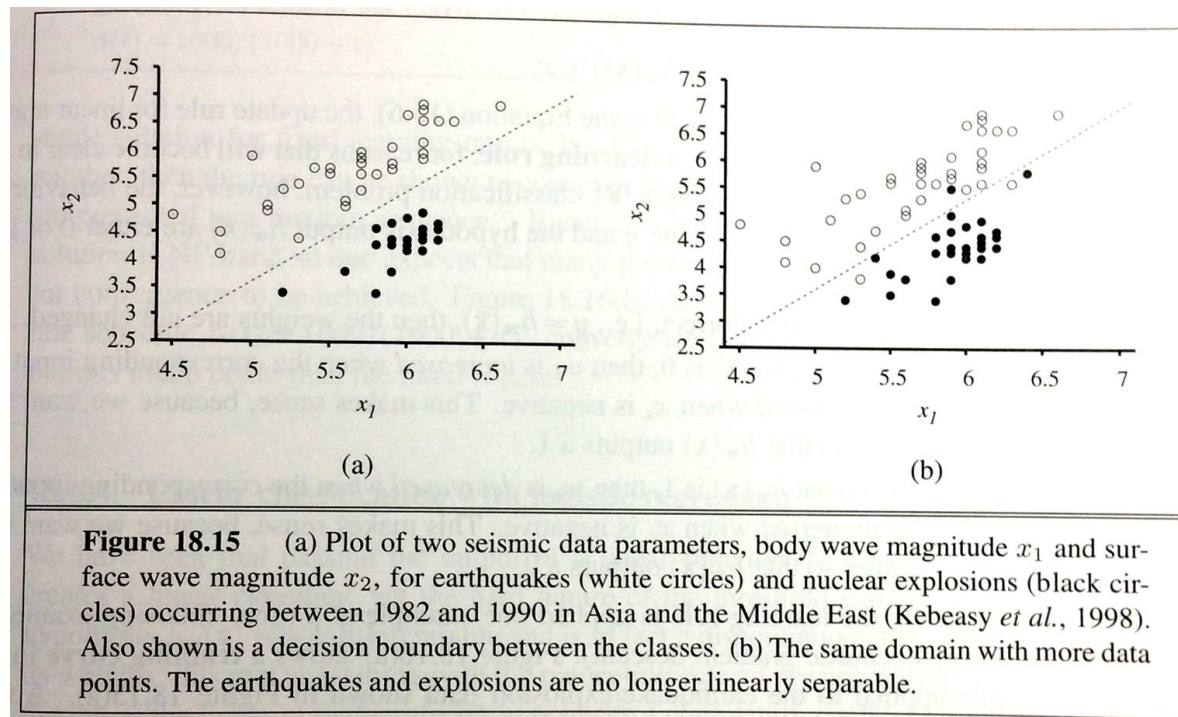 7.5
7
6.5
6
5.5
5
4.5
4
3.5
3
2.5
x2
4.5 5 5.5 6 6.5 7
x1
(a)
7.5
7
6.5
6
5.5
5
4.5
4
3.5
3
2.5
x2
4.5 5 5.5 6 6.5 7
x1
(b)
Figure 18.15 (a) Plot of two seismic data parameters, body wave magnitude x1 and sur-
face wave magnitude x2, for earthquakes (white circles) and nuclear explosions (black cir-
cles) occurring between 1982 and 1990 in Asia and the Middle East (Kebeasy et al., 1998).
Also shown is a decision boundary between the classes. (b) The same domain with more data
points. The earthquakes and explosions are no longer linearly separable.